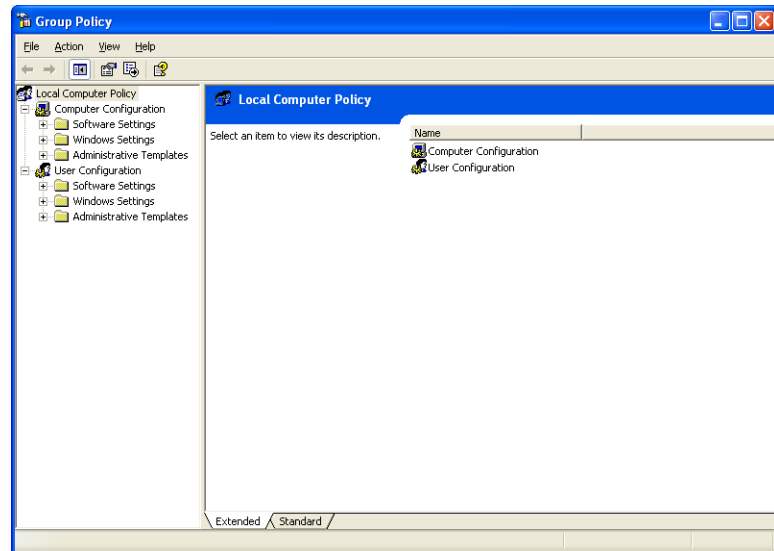 Group Policy
File Action View Help
Local Computer Policy
Computer Configuration
Software Settings
Windows Settings
Administrative Templates
User Configuration
Software Settings
Windows Settings
Administrative Templates
Local Computer Policy
Select an item to view its description.
Name
Computer Configuration
User Configuration
Extended Standard